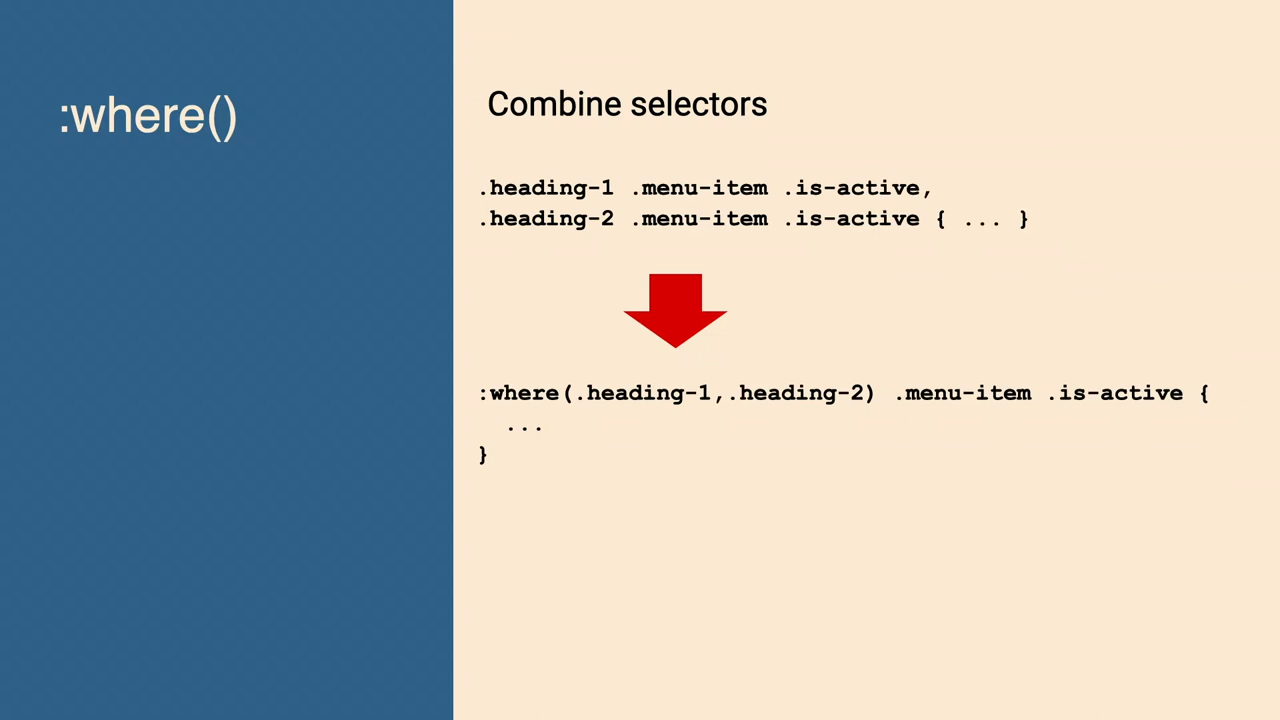 :where()
Combine selectors
.heading-1 .menu-item .is-active,
.heading-2 .menu-item .is-active { ... }
:where(.heading-1,.heading-2) .menu-item .is-active {
...
}